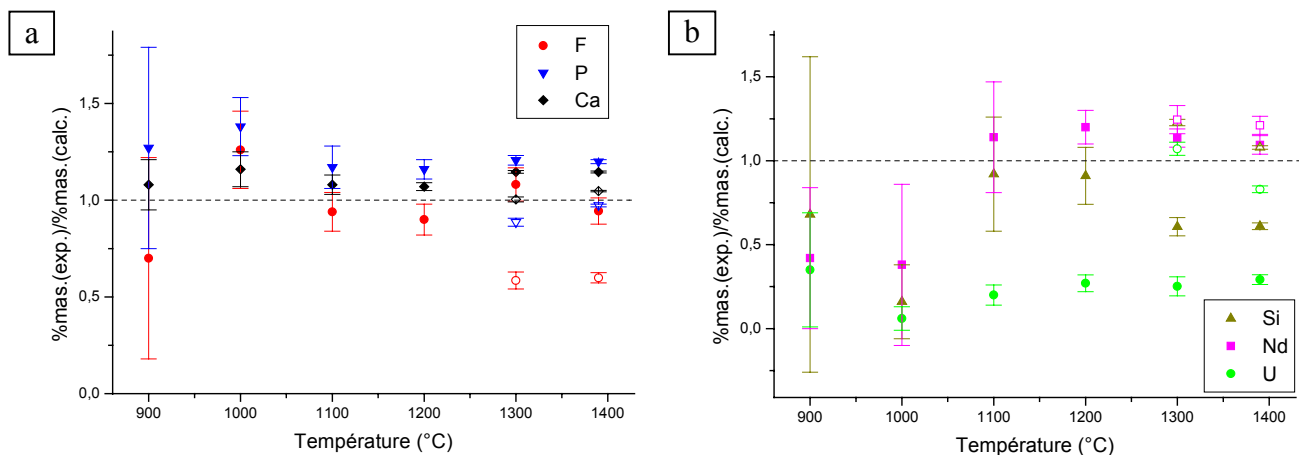 a
%mas.(exp.)/%mas.(calc.)
1,5
1,0
0,5
0,0
900 1000 1100 1200 1300 1400
Température (°C)
F
P
Ca
b
%mas.(exp.)/%mas.(calc.)
1,5
1,0
0,5
0,0
900 1000 1100 1200 1300 1400
Température (°C)
Si
Nd
U